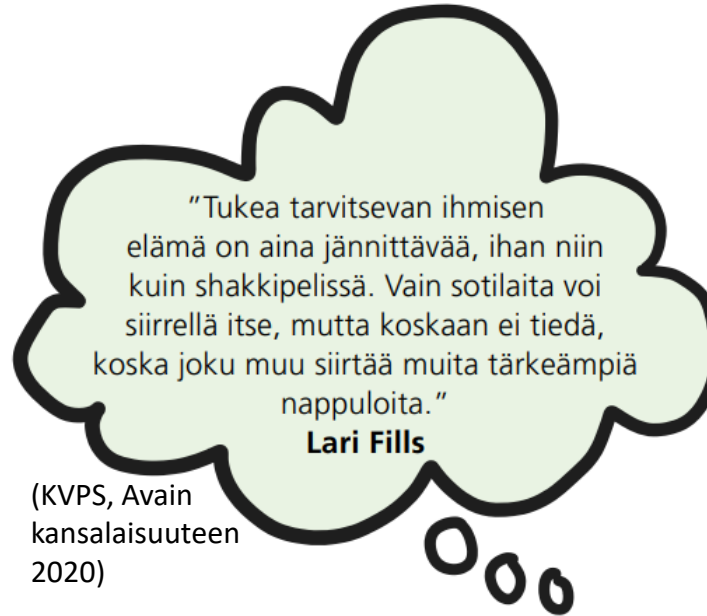 ”Tukea tarvitsevan ihmisen
elämä on aina jännittävää, ihan niin
kuin shakkipelissä. Vain sotilaita voi
siirrellä itse, mutta koskaan ei tiedä,
koska joku muu siirtää muita tärkeämpiä
nappuloita.”
Lari Fills
(KVPS, Avain
kansalaisuuteen
2020)